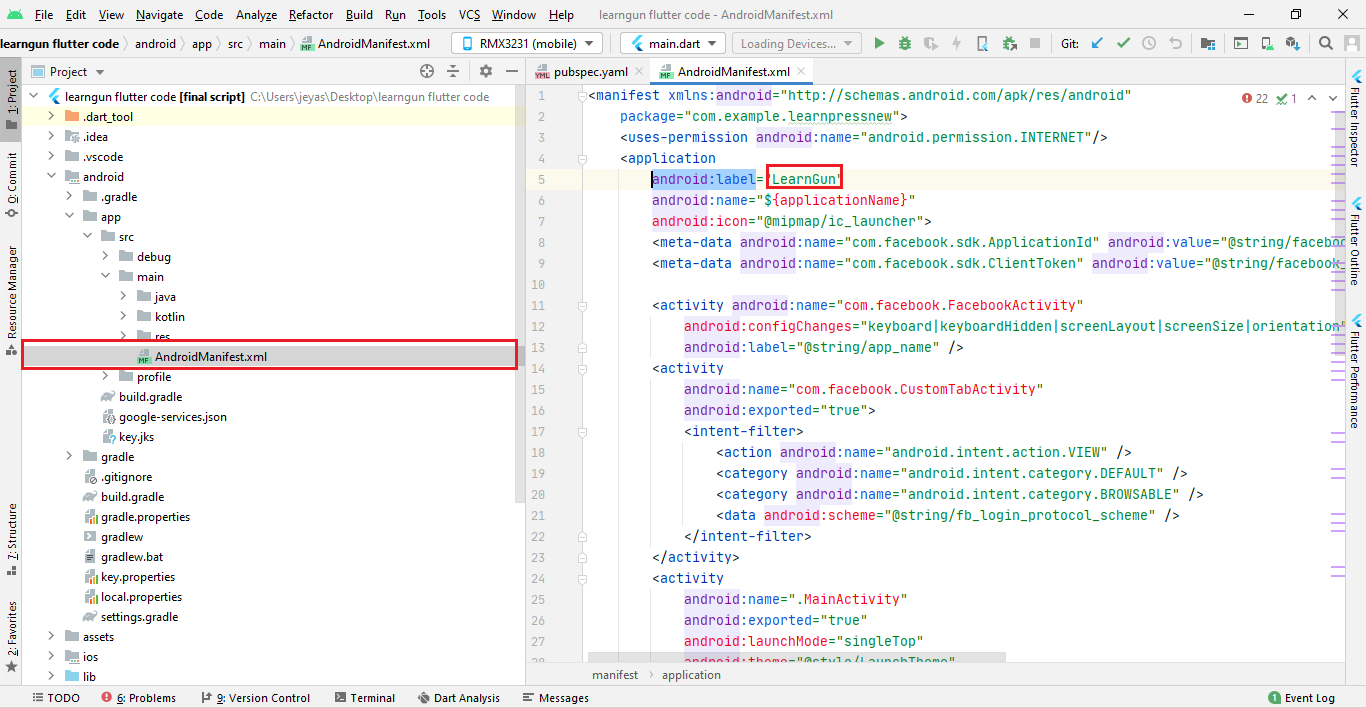 File Edit View Navigate Code Analyze Refactor Build Run Tools VCS Window Help learngun flutter code - AndroidManifest.xml
learngun flutter code android app src main AndroidManifest.xml RMX3231 (mobile) main.dart Loading Devices... Git:
Project
pubspec.yaml AndroidManifest.xml
1: Project
0: Commit
Resource Manager
7: Structure
2: Favorites
learngun flutter code [final script] C:\Users\jeyas\Desktop\learngun flutter code
.dart_tool
.idea
.vscode
android
.gradle
app
src
debug
main
java
kotlin
res
AndroidManifest.xml
profile
build.gradle
google-services.json
key.jks
gradle
.gitignore
build.gradle
gradle.properties
gradlew
gradlew.bat
key.properties
local.properties
settings.gradle
assets
ios
lib
22 1
1 <manifest xmlns:android="http://schemas.android.com/apk/res/android"
2 package="com.example.learnpressnew">
3 <uses-permission android:name="android.permission.INTERNET"/>
4 <application
5 android:label="LearnGun"
6 android:name="${applicationName}"
7 android:icon="@mipmap/ic_launcher">
8 <meta-data android:name="com.facebook.sdk.ApplicationId" android:value="@string/faceboo
9 <meta-data android:name="com.facebook.sdk.ClientToken" android:value="@string/facebook_
10
11 <activity android:name="com.facebook.FacebookActivity"
12 android:configChanges="keyboard|keyboardHidden|screenLayout|screenSize|orientation"
13 android:label="@string/app_name" />
14 <activity
15 android:name="com.facebook.CustomTabActivity"
16 android:exported="true">
17 <intent-filter>
18 <action android:name="android.intent.action.VIEW" />
19 <category android:name="android.intent.category.DEFAULT" />
20 <category android:name="android.intent.category.BROWSABLE" />
21 <data android:scheme="@string/fb_login_protocol_scheme" />
22 </intent-filter>
23 </activity>
24 <activity
25 android:name=".MainActivity"
26 android:exported="true"
27 android:launchMode="singleTop"
28 android:theme="@style/LaunchTheme"
Flutter Inspector
Flutter Outline
Flutter Performance
manifest application
TODO 6: Problems 9: Version Control Terminal Dart Analysis Messages 1 Event Log